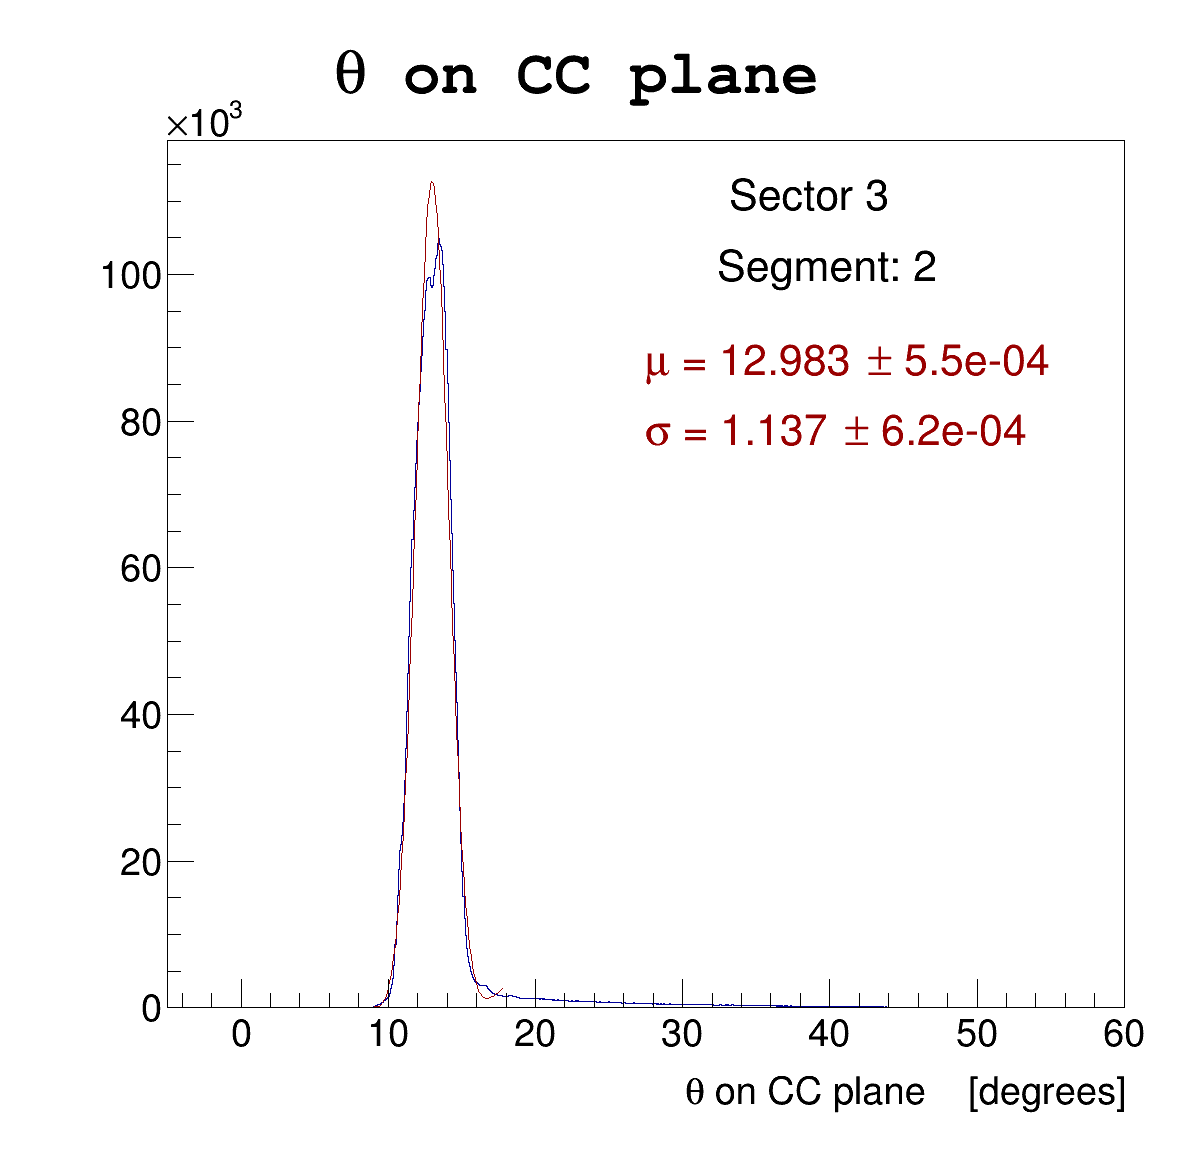 θ on CC plane
×10³
Sector 3
Segment: 2
μ = 12.983 ± 5.5e-04
σ = 1.137 ± 6.2e-04
100
80
60
40
20
0
0 10 20 30 40 50 60
θ on CC plane [degrees]